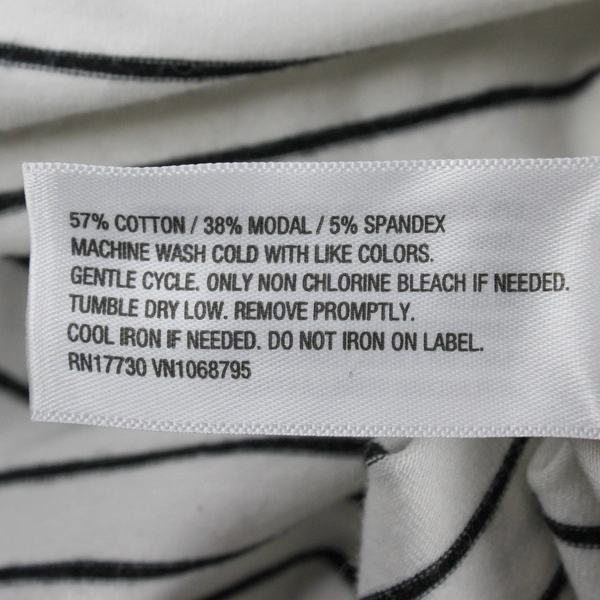 57% COTTON / 38% MODAL / 5% SPANDEX
MACHINE WASH COLD WITH LIKE COLORS.
GENTLE CYCLE. ONLY NON CHLORINE BLEACH IF NEEDED.
TUMBLE DRY LOW. REMOVE PROMPTLY.
COOL IRON IF NEEDED. DO NOT IRON ON LABEL.
RN17730 VN1068795